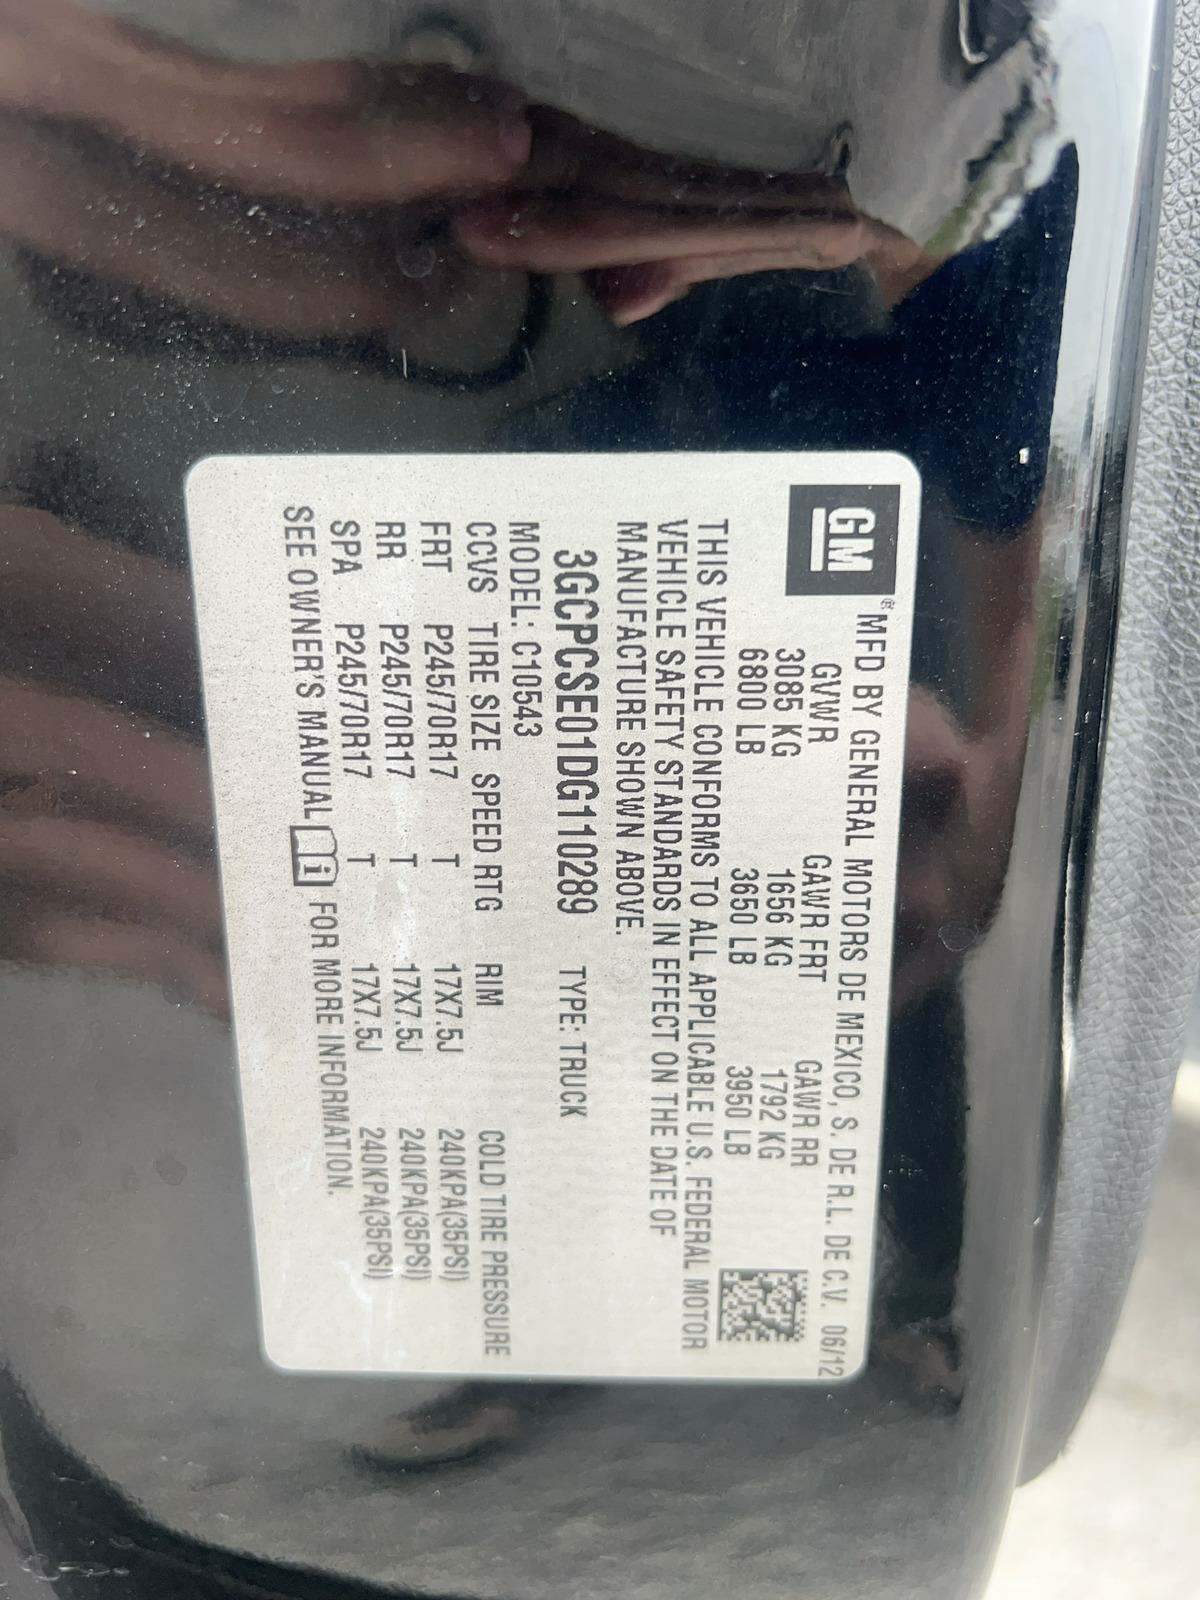 GM ® MFD BY GENERAL MOTORS DE MEXICO, S. DE R.L. DE C.V. 06/12
GVWR GAWR FRT GAWR RR
3085 KG 1656 KG 1792 KG
6800 LB 3650 LB 3950 LB
THIS VEHICLE CONFORMS TO ALL APPLICABLE U.S. FEDERAL MOTOR
VEHICLE SAFETY STANDARDS IN EFFECT ON THE DATE OF
MANUFACTURE SHOWN ABOVE.
3GCPCSE01DG110289 TYPE: TRUCK
MODEL: C10543
CCVS TIRE SIZE SPEED RTG RIM COLD TIRE PRESSURE
FRT P245/70R17 T 17X7.5J 240KPA(35PSI)
RR P245/70R17 T 17X7.5J 240KPA(35PSI)
SPA P245/70R17 T 17X7.5J 240KPA(35PSI)
SEE OWNER'S MANUAL i FOR MORE INFORMATION.